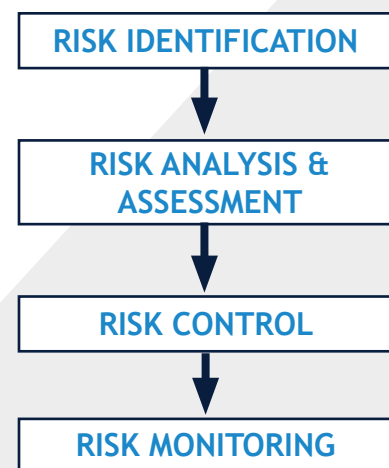 RISK IDENTIFICATION
RISK ANALYSIS &
ASSESSMENT
RISK CONTROL
RISK MONITORING